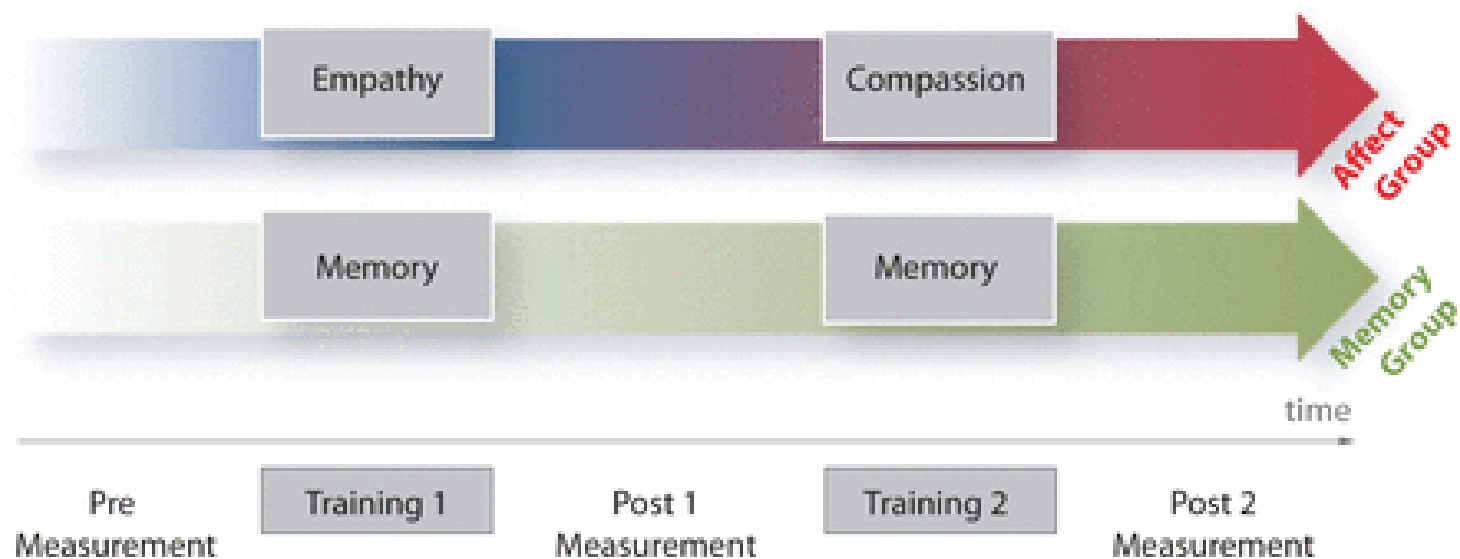 Empathy
Compassion
Affect
Group
Memory
Memory
Memory
Group
time
Pre
Measurement
Training 1
Post 1
Measurement
Training 2
Post 2
Measurement